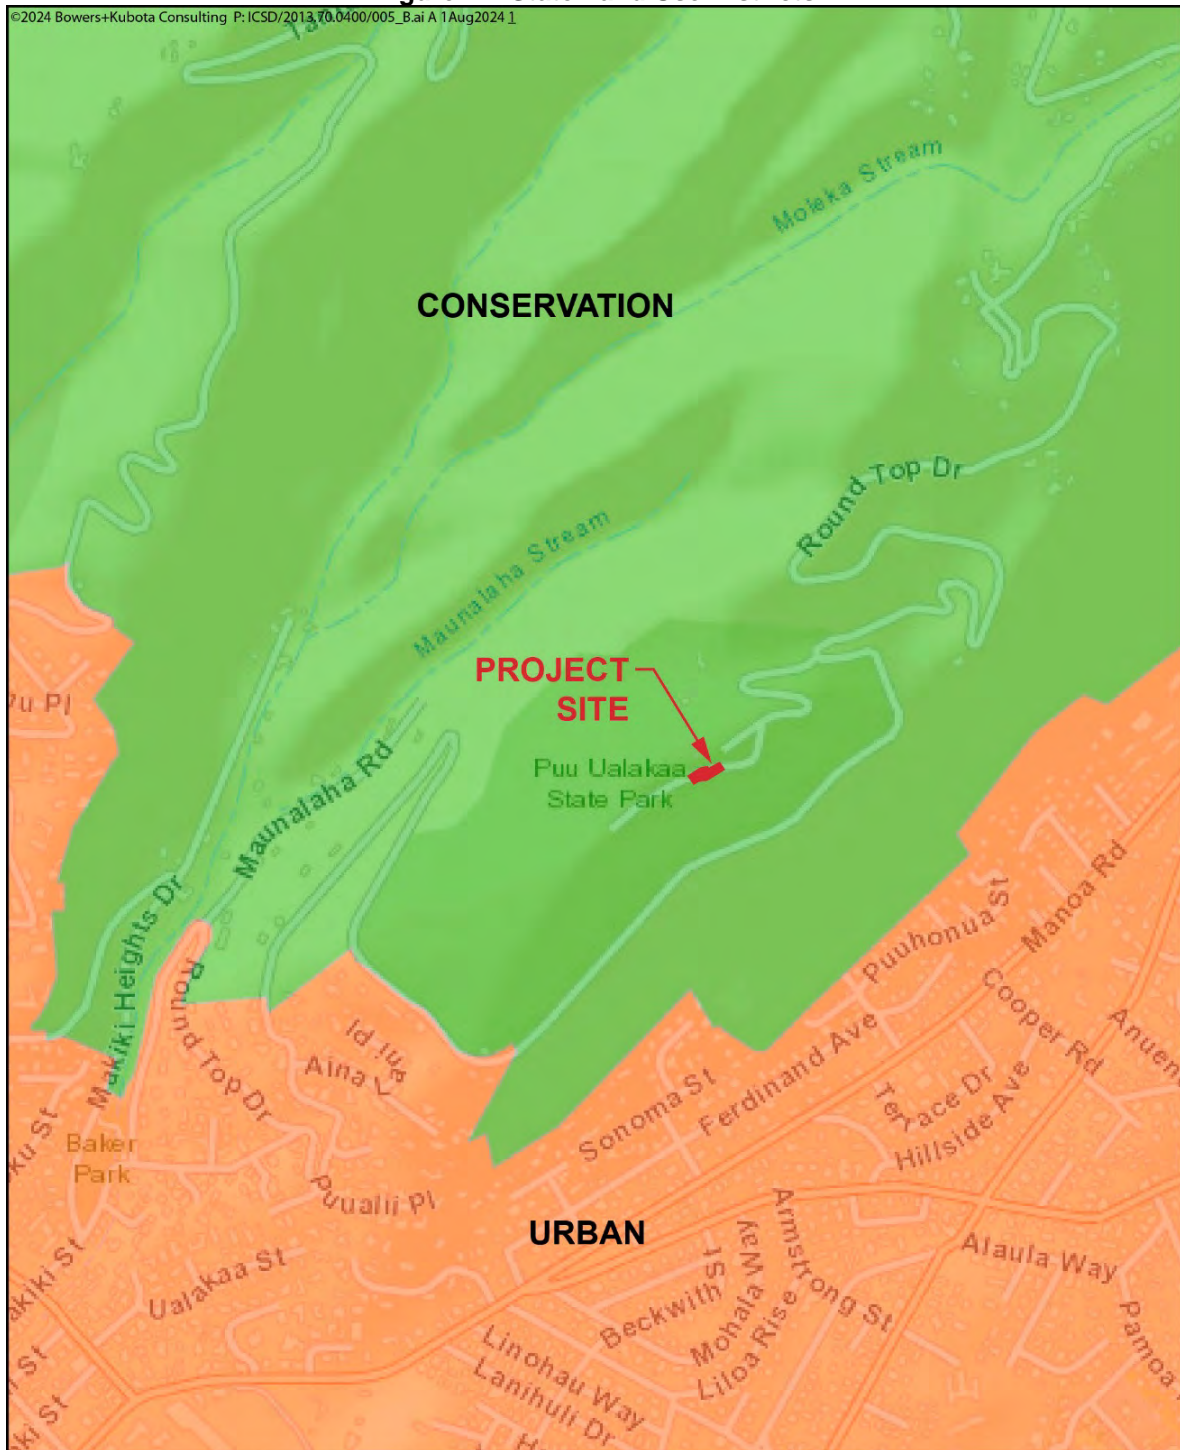 ©2024 Bowers+Kubota Consulting P: ICSD/2013.70.0400/005_B.ai A 1Aug2024 1
Moleka Stream
CONSERVATION
Round Top Dr
Maunalaha Stream
PROJECT
SITE
Puu Ualakaa
State Park
Maunalaha Rd
Makiki Heights Dr
Round Top Dr
Aina
Puuhonua St
Manoa Rd
Cooper Rd
Sonoma St
Ferdinand Ave
Terrace Dr
Hillside Ave
Baker
Park
Puualii Pl
URBAN
Ualakaa St
Armstrong St
Alaula Way
Beckwith St
Mohala Way
Liloa Rise
Linohau Way
Lanihuli Dr